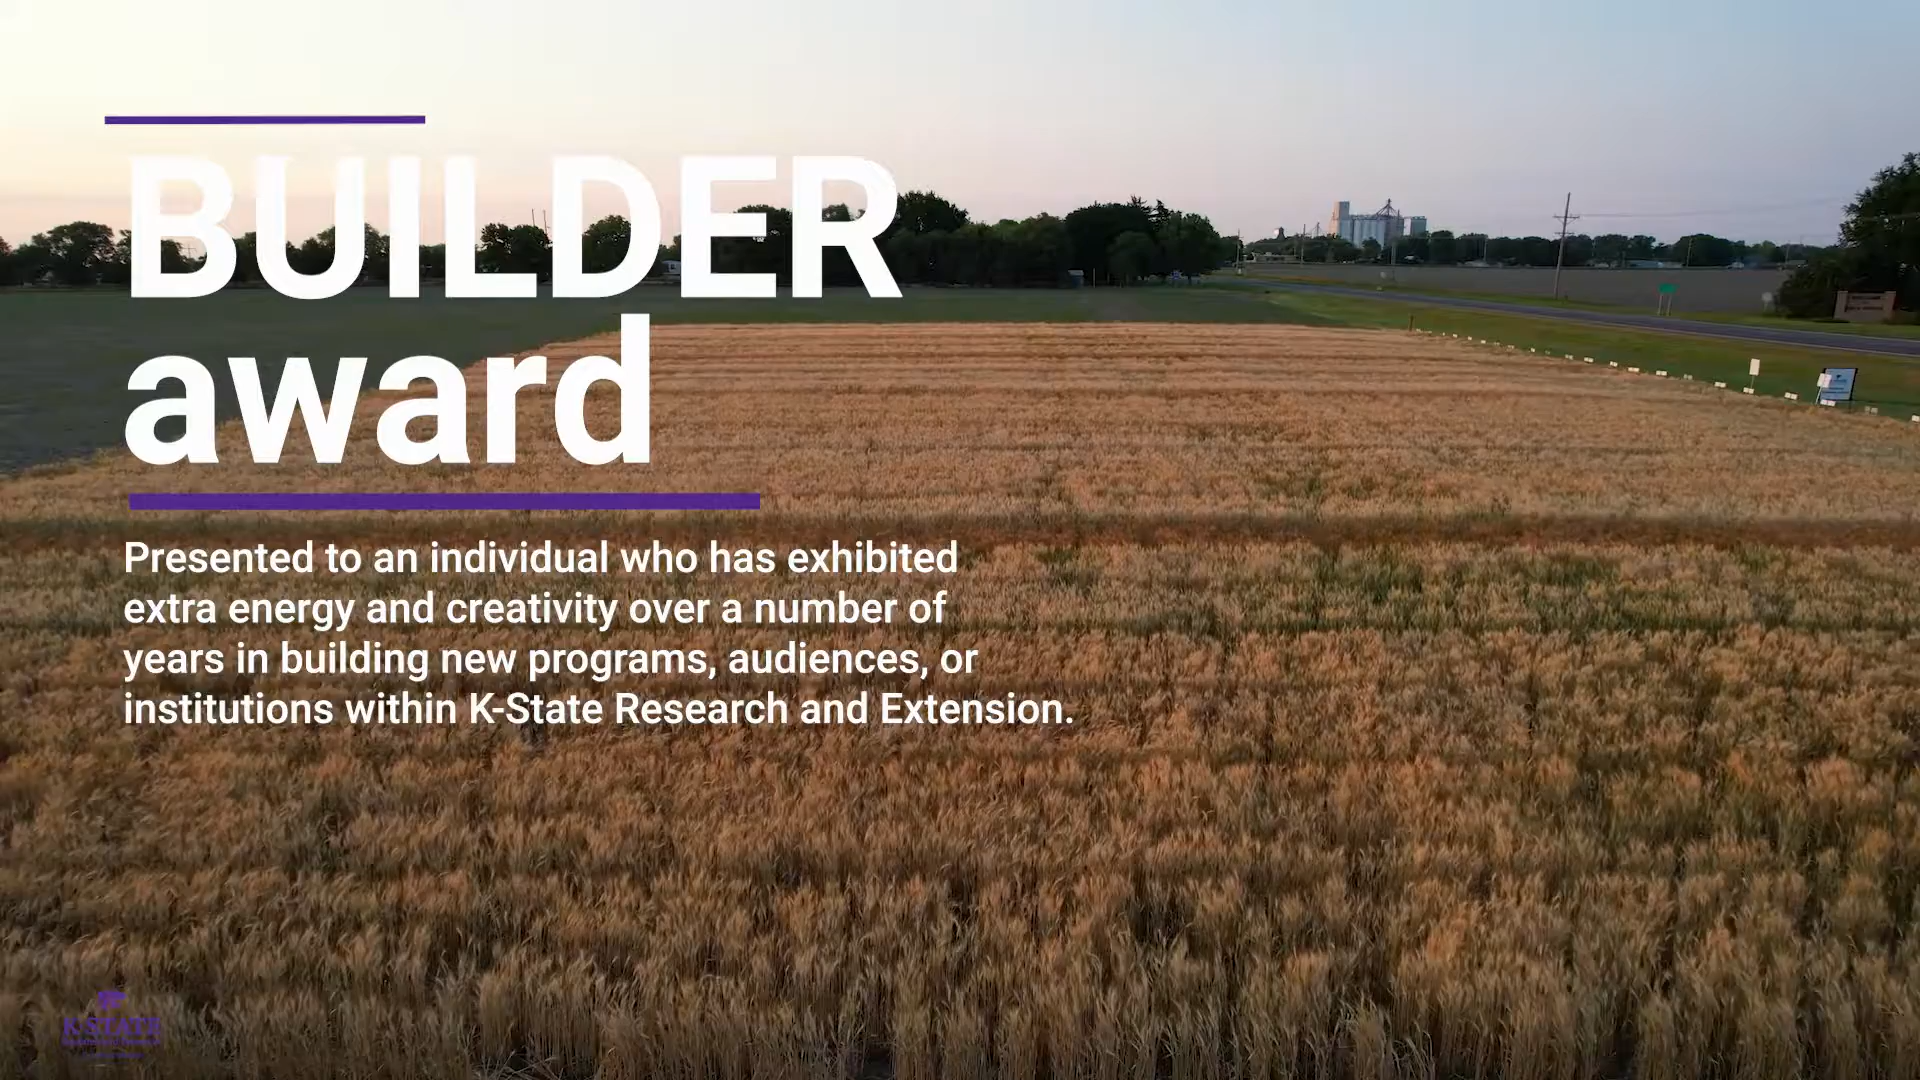 BUILDER
award
Presented to an individual who has exhibited
extra energy and creativity over a number of
years in building new programs, audiences, or
institutions within K-State Research and Extension.
K-STATE